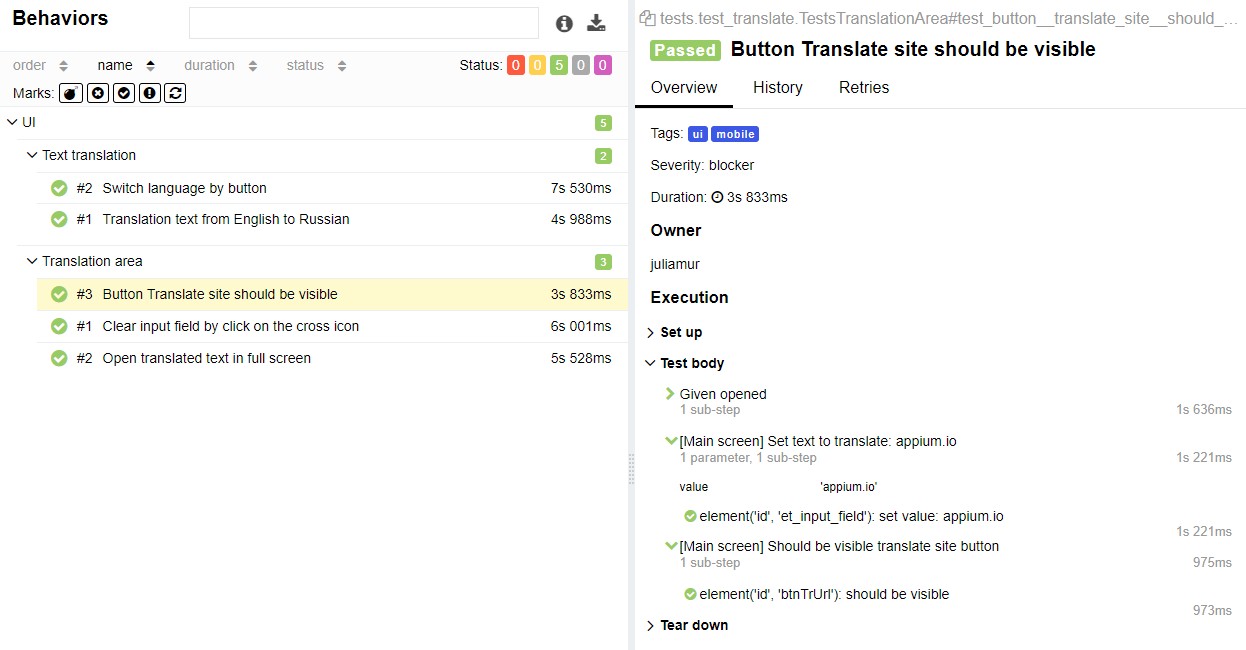 Behaviors
order name duration status Status: 0 0 5 0 0
Marks:
UI 5
Text translation 2
#2 Switch language by button 7s 530ms
#1 Translation text from English to Russian 4s 988ms
Translation area 3
#3 Button Translate site should be visible 3s 833ms
#1 Clear input field by click on the cross icon 6s 001ms
#2 Open translated text in full screen 5s 528ms
tests.test_translate.TestsTranslationArea#test_button__translate_site__should_...
Passed Button Translate site should be visible
Overview History Retries
Tags: ui mobile
Severity: blocker
Duration: 3s 833ms
Owner
juliamur
Execution
Set up
Test body
Given opened
1 sub-step 1s 636ms
[Main screen] Set text to translate: appium.io
1 parameter, 1 sub-step 1s 221ms
value 'appium.io'
element('id', 'et_input_field'): set value: appium.io
1s 221ms
[Main screen] Should be visible translate site button
1 sub-step 975ms
element('id', 'btnTrUrl'): should be visible
973ms
Tear down